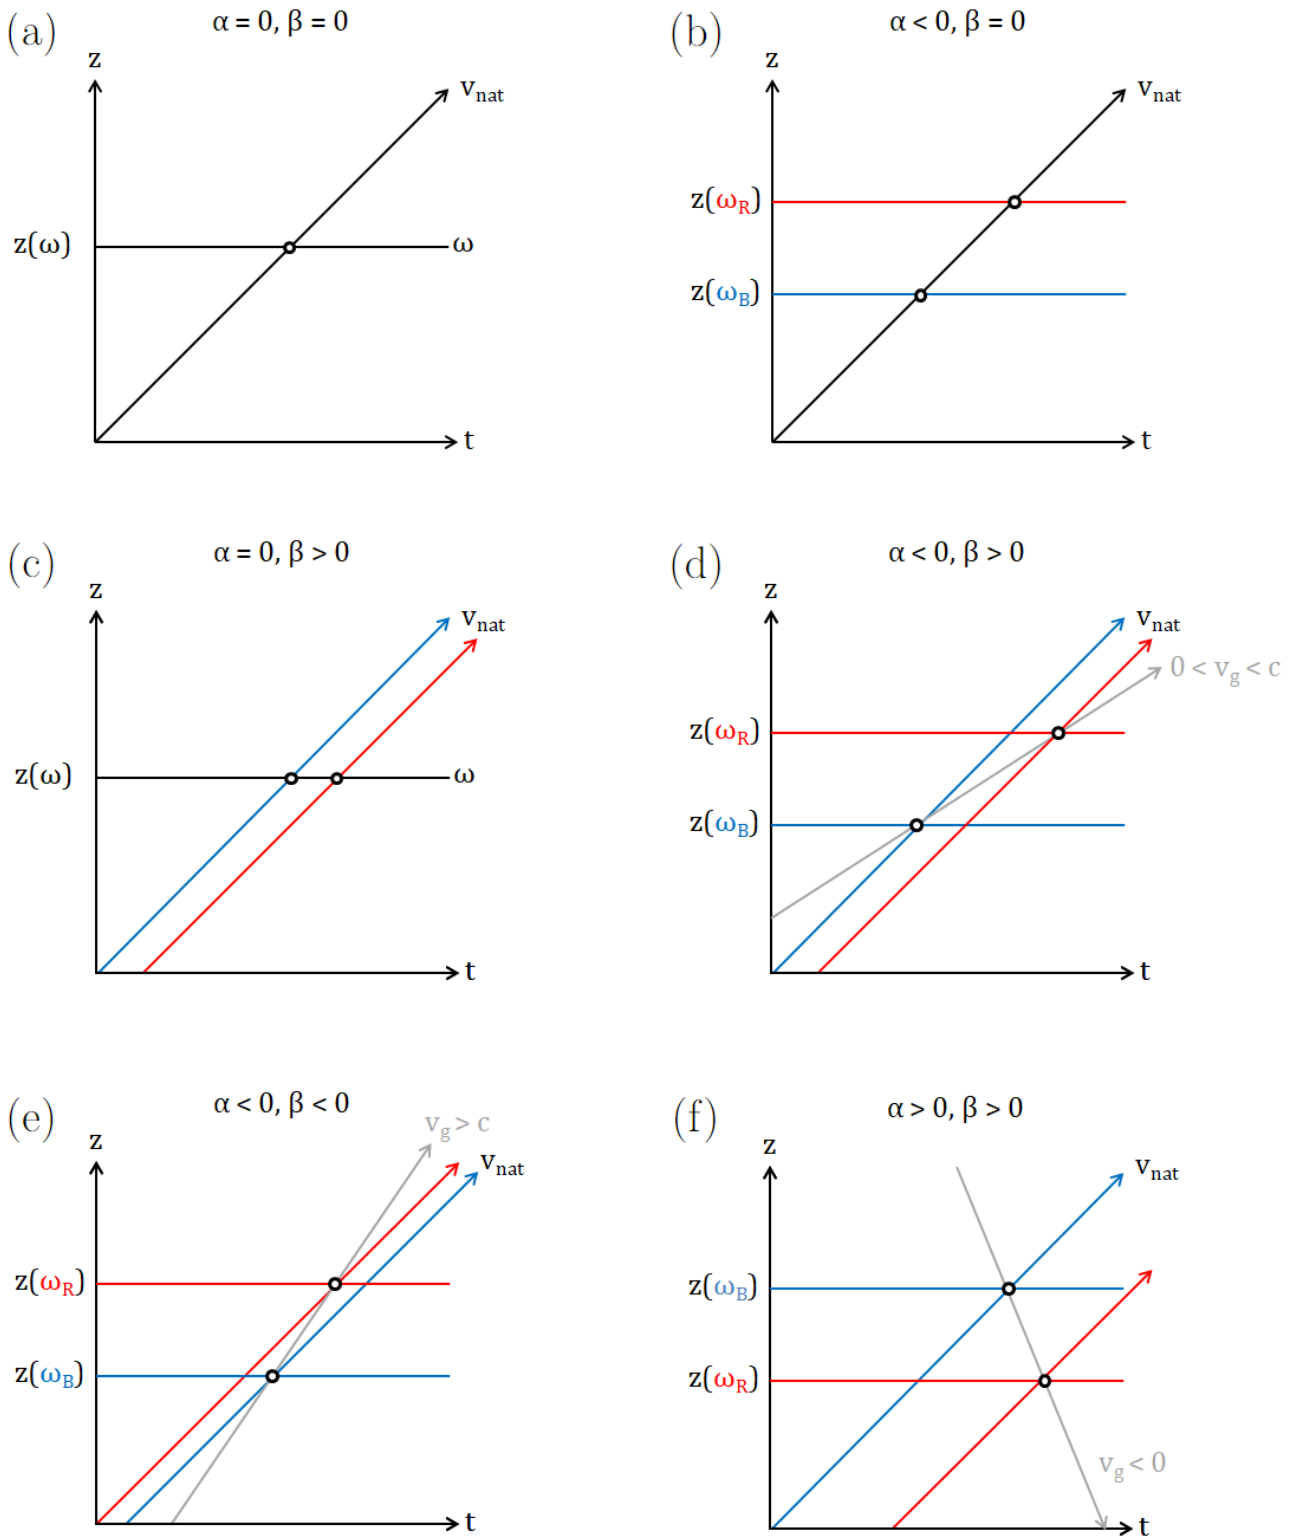 (a) α = 0, β = 0
z
v_nat
z(ω) ω
t
(b) α < 0, β = 0
z
v_nat
z(ω_R)
z(ω_B)
t
(c) α = 0, β > 0
z
v_nat
z(ω) ω
t
(d) α < 0, β > 0
z
v_nat
0 < v_g < c
z(ω_R)
z(ω_B)
t
(e) α < 0, β < 0
v_g > c
z
v_nat
z(ω_R)
z(ω_B)
t
(f) α > 0, β > 0
z
v_nat
z(ω_B)
z(ω_R)
v_g < 0
t